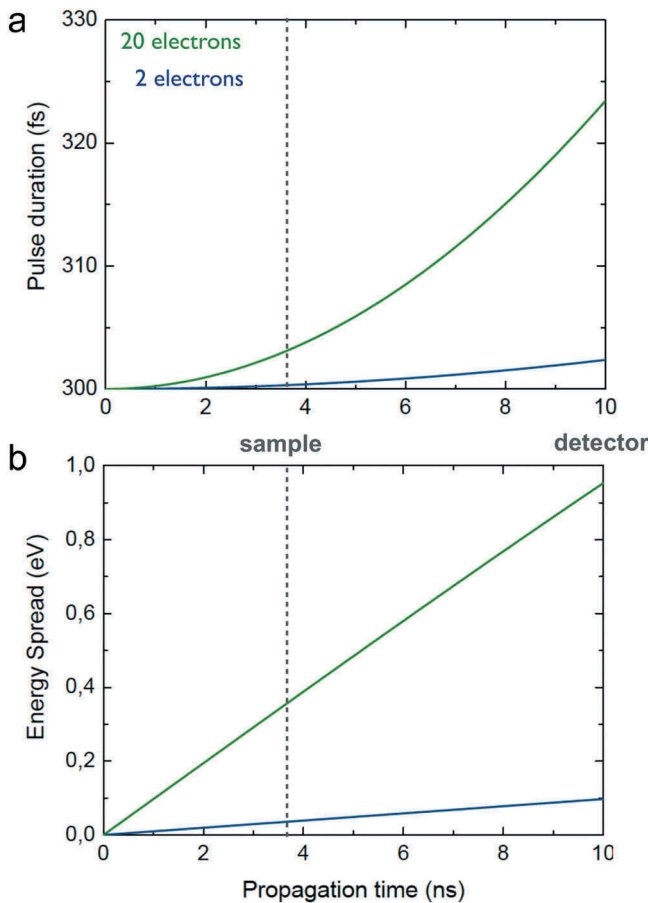 a
330
20 electrons
2 electrons
320
310
300
Pulse duration (fs)
0
2
4
6
8
10
sample
detector
b
1,0
0,8
0,6
0,4
0,2
0,0
Energy Spread (eV)
0
2
4
6
8
10
Propagation time (ns)